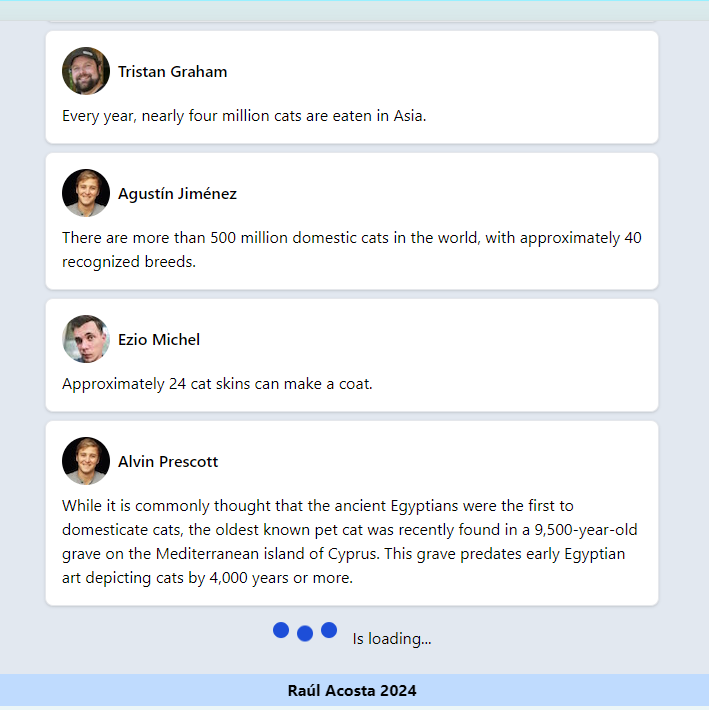 Tristan Graham
Every year, nearly four million cats are eaten in Asia.
Agustín Jiménez
There are more than 500 million domestic cats in the world, with approximately 40
recognized breeds.
Ezio Michel
Approximately 24 cat skins can make a coat.
Alvin Prescott
While it is commonly thought that the ancient Egyptians were the first to
domesticate cats, the oldest known pet cat was recently found in a 9,500-year-old
grave on the Mediterranean island of Cyprus. This grave predates early Egyptian
art depicting cats by 4,000 years or more.
Is loading...
Raúl Acosta 2024